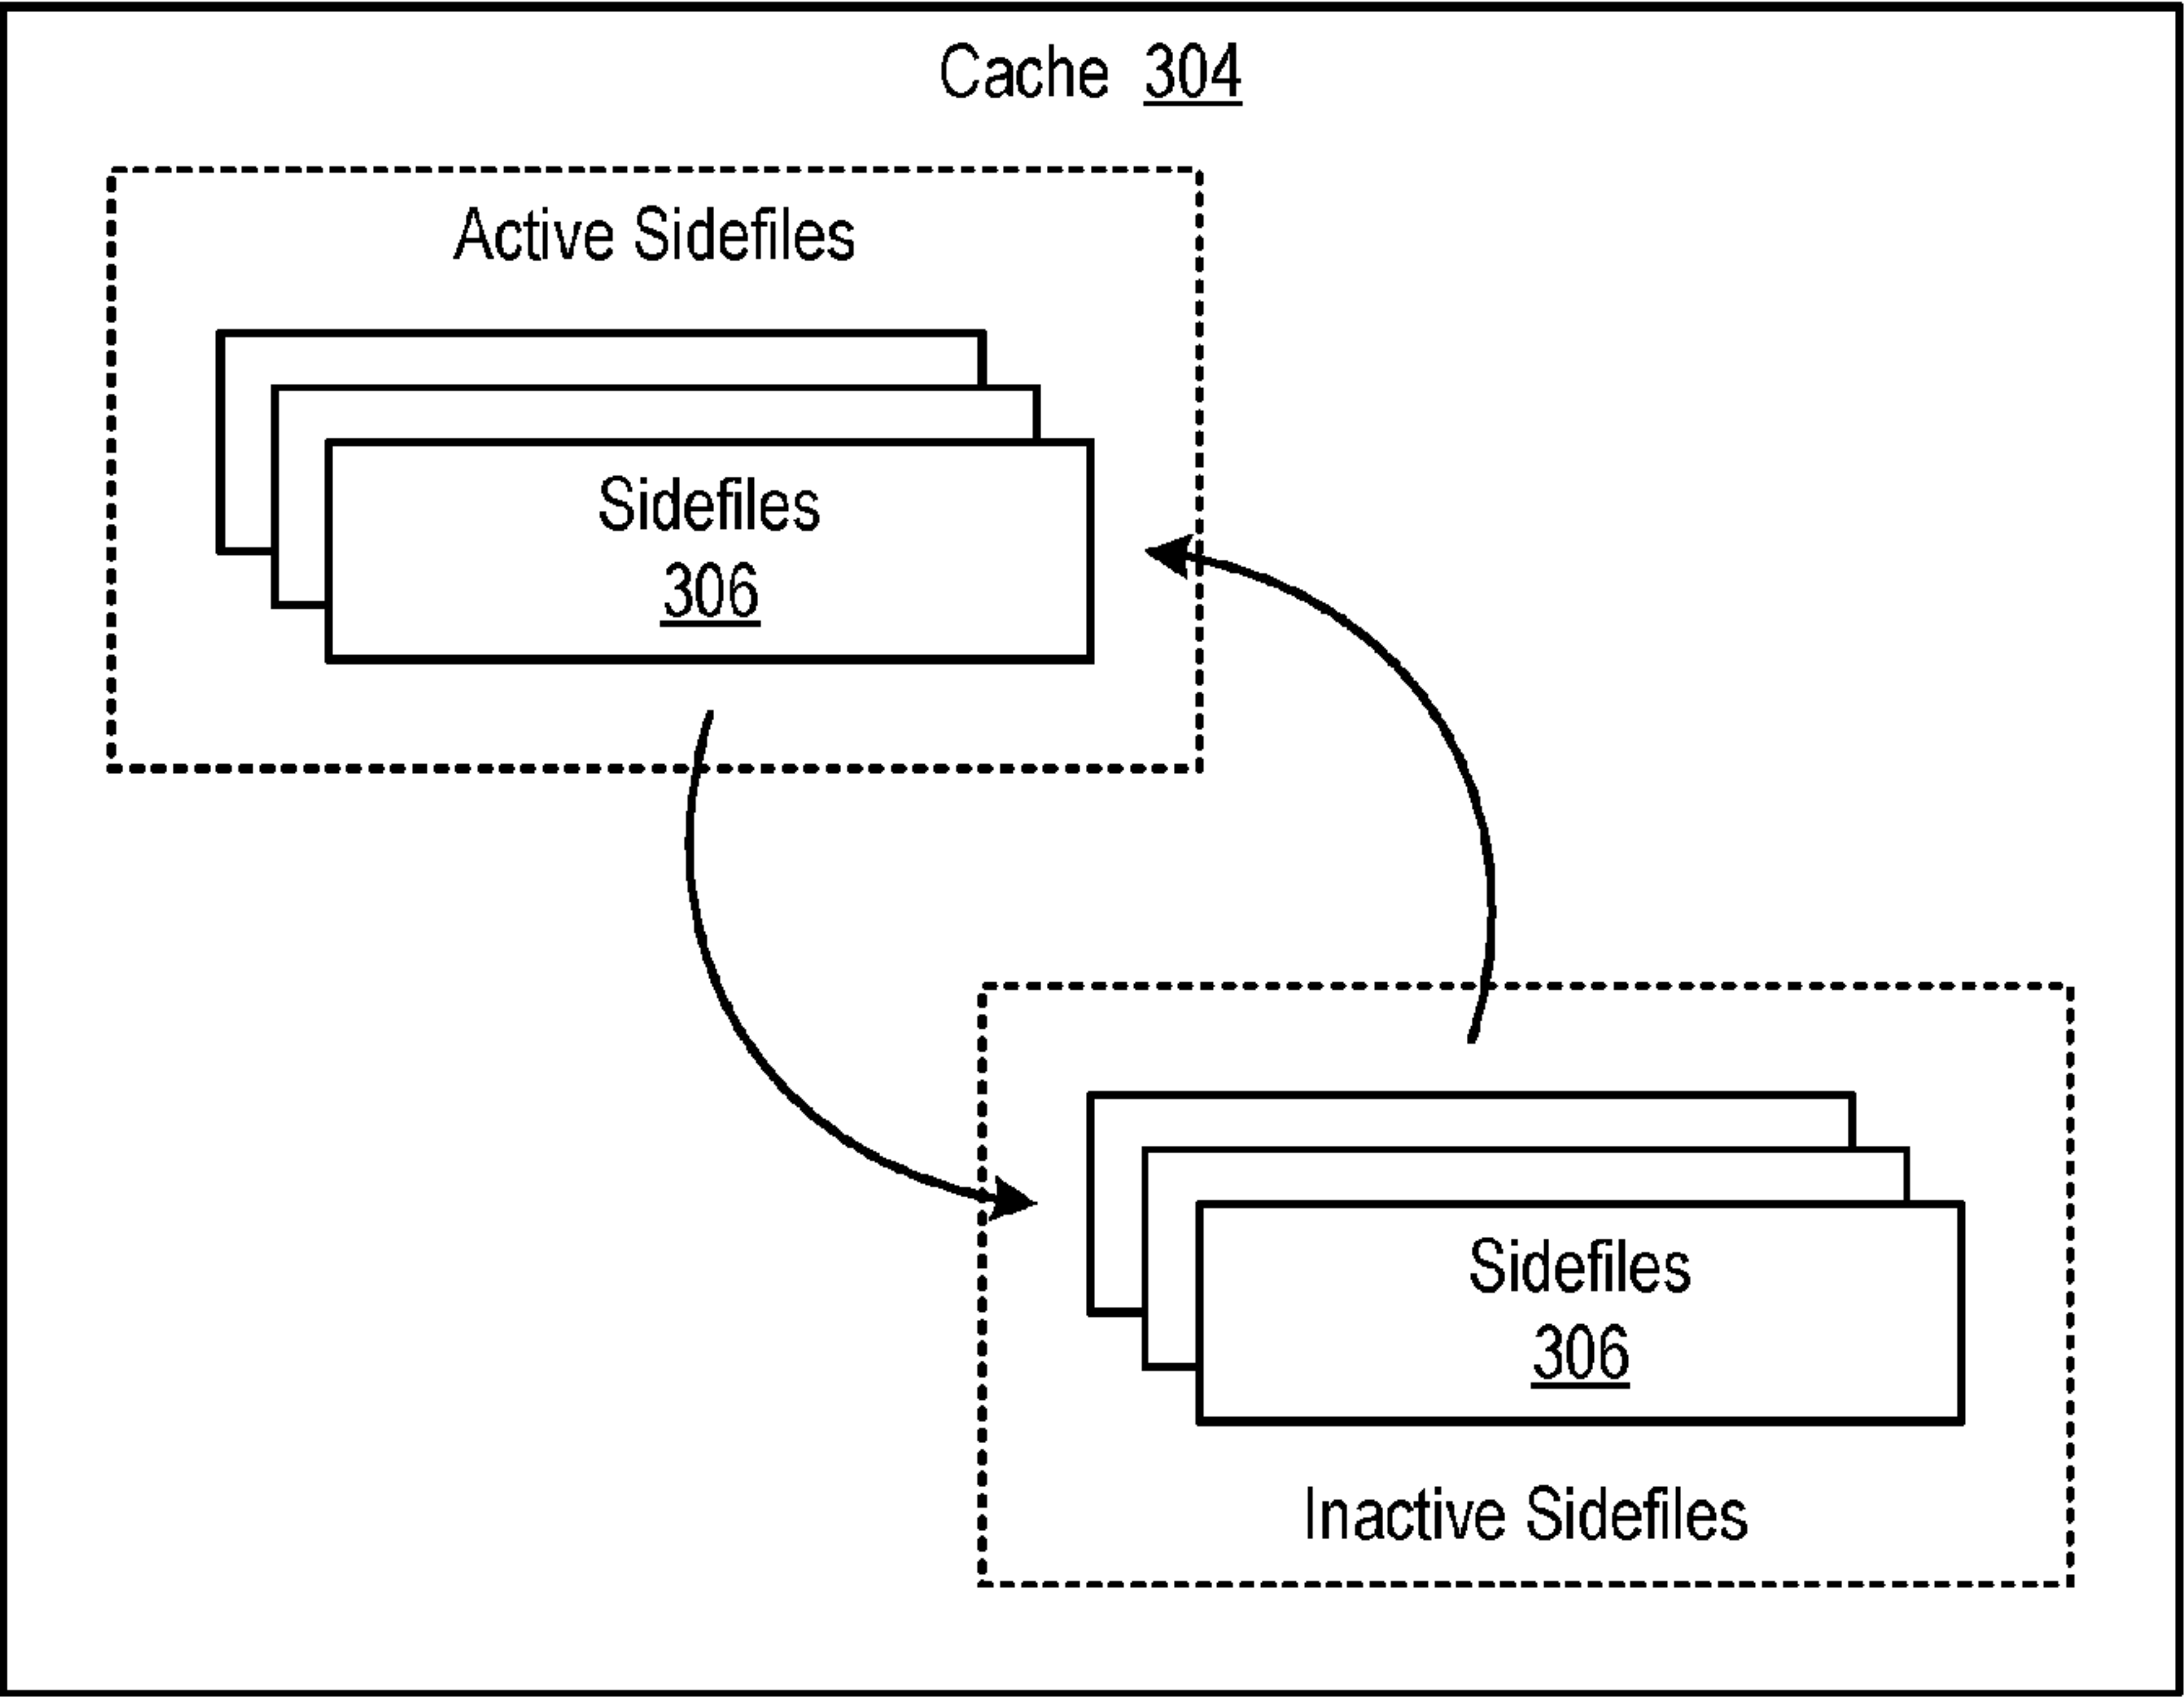 Cache 304
Active Sidefiles
Sidefiles
306
Sidefiles
306
Inactive Sidefiles